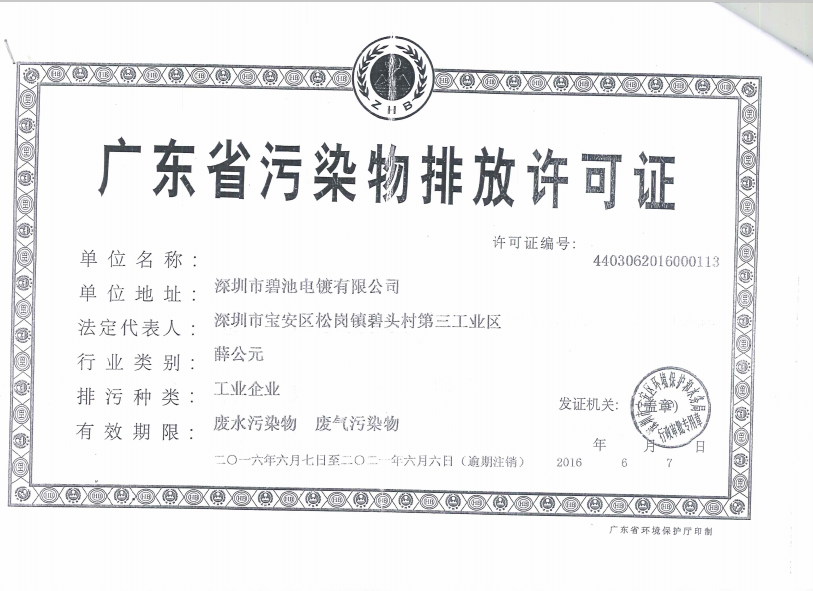 ZHB
广东省污染物排放许可证
许可证编号:
4403062016000113
单位名称:
深圳市碧池电镀有限公司
单位地址:
深圳市宝安区松岗镇碧头村第三工业区
法定代表人:
薛公元
行业类别:
工业企业
排污种类:
废水污染物 废气污染物
有效期限:
二〇一六年六月七日至二〇二一年六月六日（逾期注销）
发证机关: (盖章)
年 月 日
2016 6 7
广东省环境保护厅印制